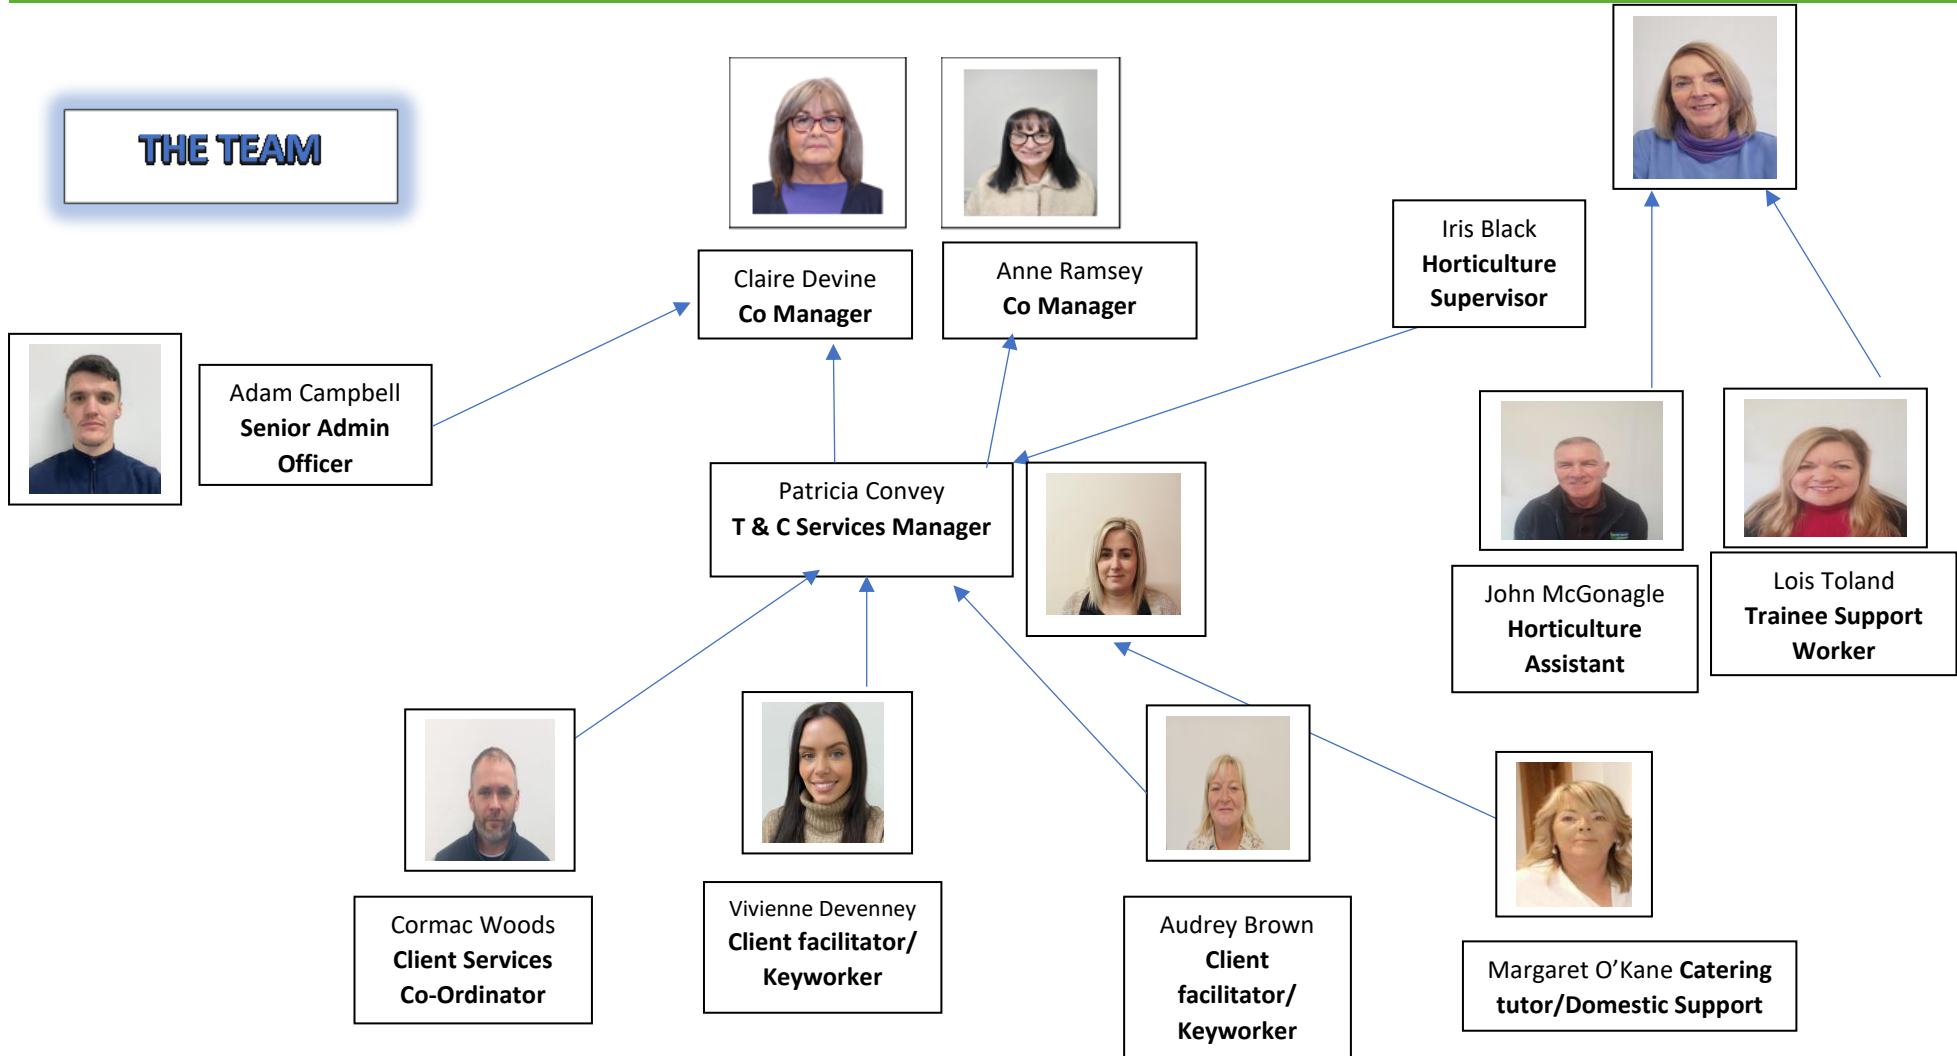 THE TEAM
Claire Devine
Co Manager
Anne Ramsey
Co Manager
Iris Black
Horticulture
Supervisor
Adam Campbell
Senior Admin
Officer
Patricia Convey
T & C Services Manager
John McGonagle
Horticulture
Assistant
Lois Toland
Trainee Support
Worker
Cormac Woods
Client Services
Co-Ordinator
Vivienne Devenney
Client facilitator/
Keyworker
Audrey Brown
Client
facilitator/
Keyworker
Margaret O’Kane Catering
tutor/Domestic Support